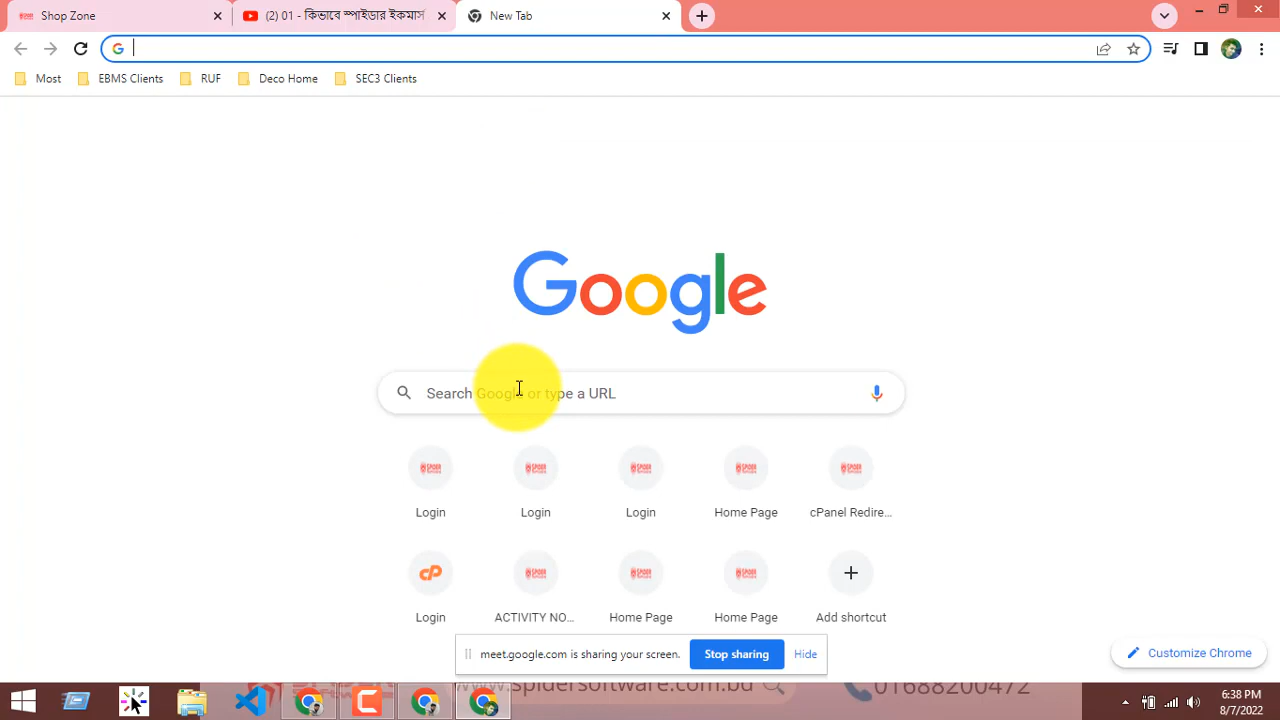 Shop Zone
(2) 01 - কিভাবে স্পাইডার ইকমার্স
New Tab
Most
EBMS Clients
RUF
Deco Home
SEC3 Clients
Google
Search Google or type a URL
Login
Login
Login
Home Page
cPanel Redire...
Login
ACTIVITY NO...
Home Page
Home Page
Add shortcut
meet.google.com is sharing your screen.
Stop sharing
Hide
Customize Chrome
www.spidersoftware.com.bd
01688200472
6:38 PM
8/7/2022